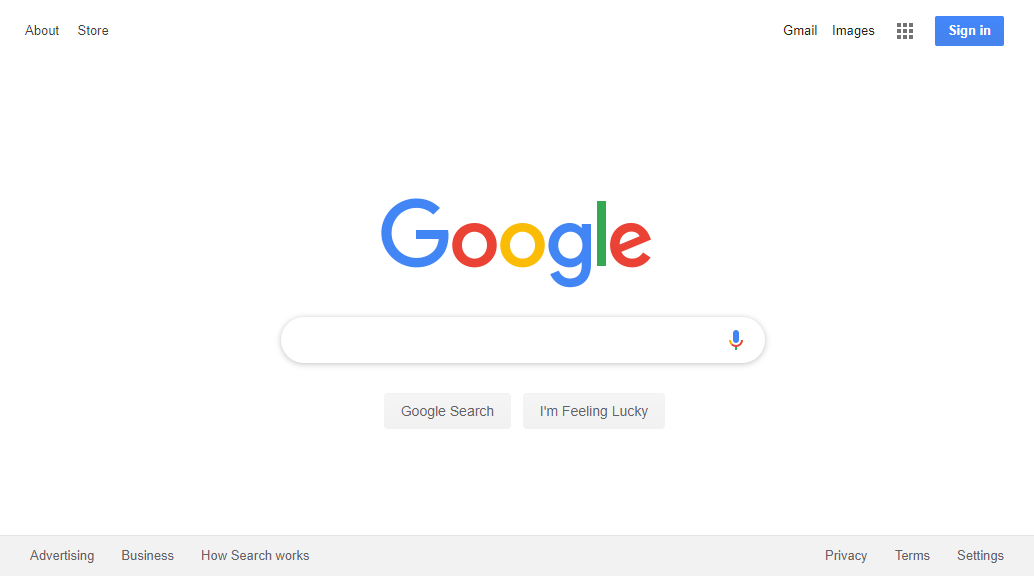 About Store Gmail Images Sign in
Google
Google Search I'm Feeling Lucky
Advertising Business How Search works Privacy Terms Settings